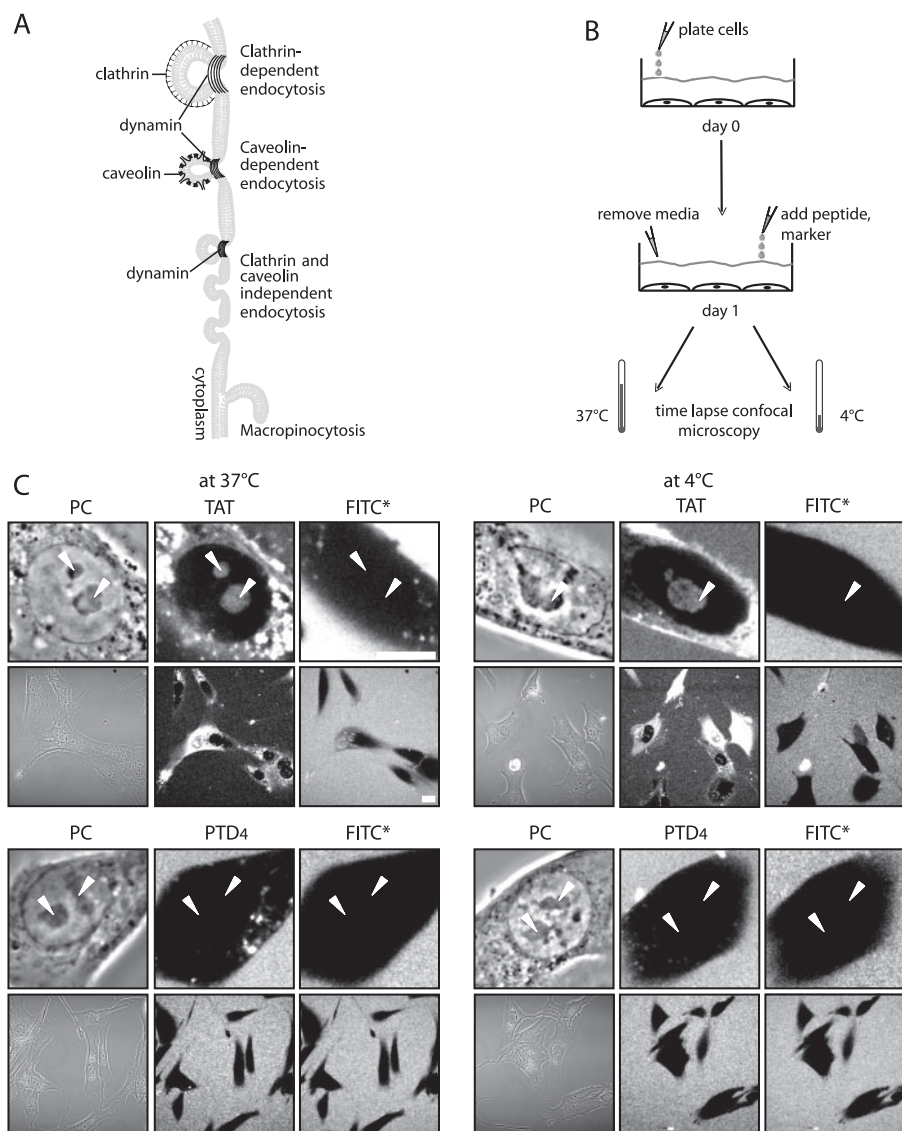 A
clathrin
dynamin
caveolin
dynamin
Clathrin-
dependent
endocytosis
Caveolin-
dependent
endocytosis
Clathrin and
caveolin
independent
endocytosis
cytoplasm
Macropinocytosis
B
plate cells
day 0
remove media
add peptide,
marker
day 1
37°C
time lapse confocal
microscopy
4°C
C
at 37°C
PC
TAT
FITC*
at 4°C
PC
TAT
FITC*
PC
PTD4
FITC*
PC
PTD4
FITC*